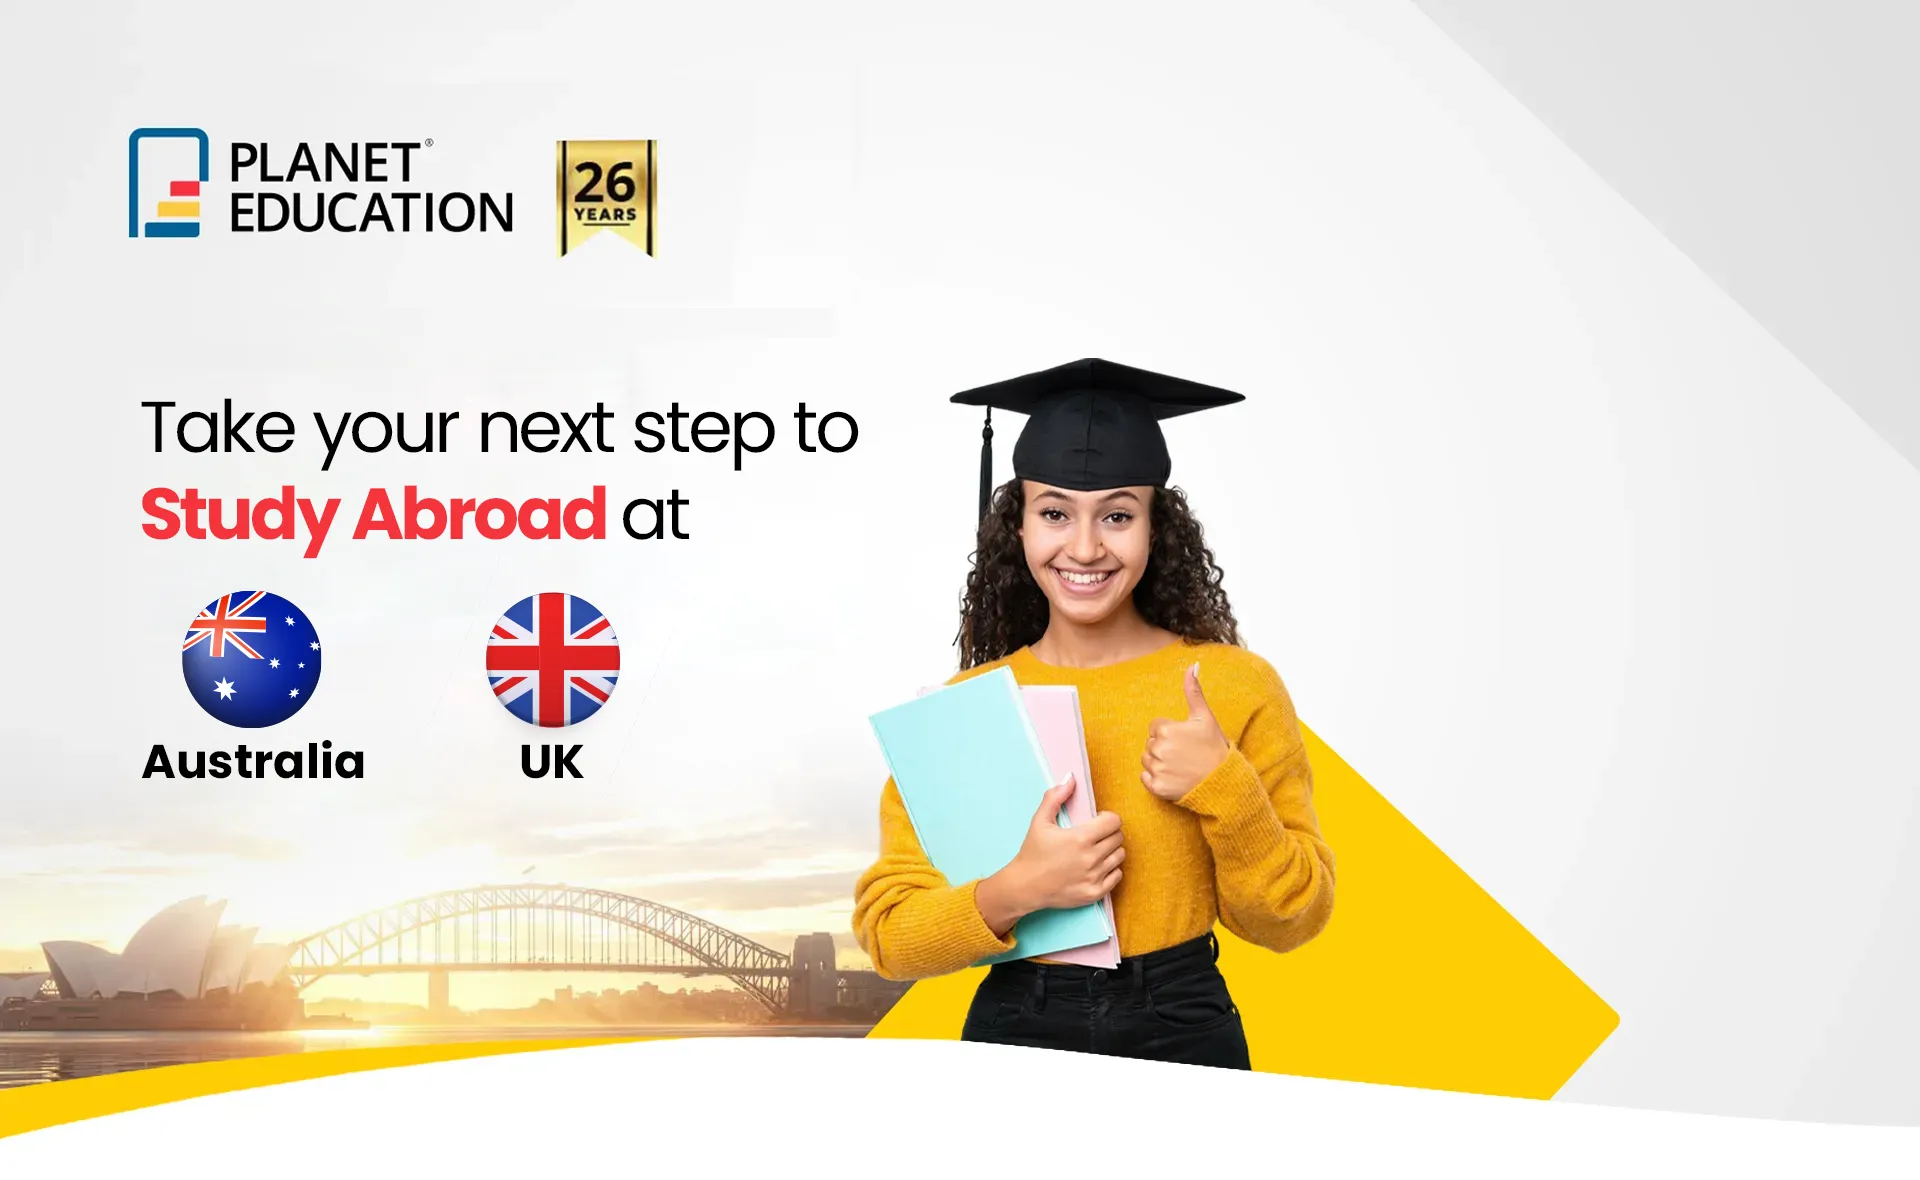 PLANET®
EDUCATION
26
YEARS
Take your next step to
Study Abroad at
Australia
UK